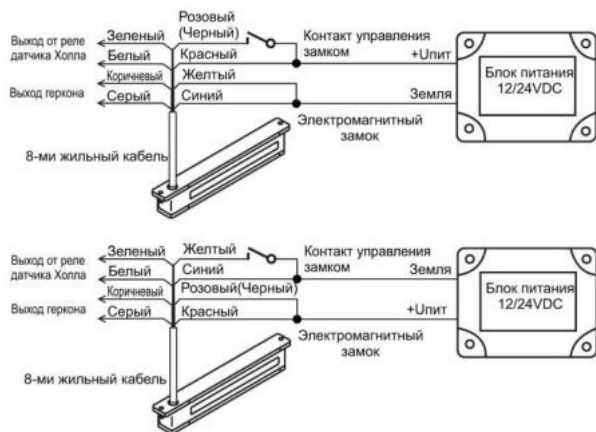 Выход от реле
датчика Холла
Зеленый
Розовый
(Черный)
Контакт управления
замком
Белый
Красный
+Uпит
Коричневый
Желтый
Выход геркона
Серый
Синий
Земля
Блок питания
12/24VDC
Электромагнитный
замок
8-ми жильный кабель
Выход от реле
датчика Холла
Зеленый
Желтый
Контакт управления
замком
Белый
Синий
Земля
Коричневый
Розовый(Черный)
Выход геркона
Серый
Красный
+Uпит
Блок питания
12/24VDC
Электромагнитный
замок
8-ми жильный кабель